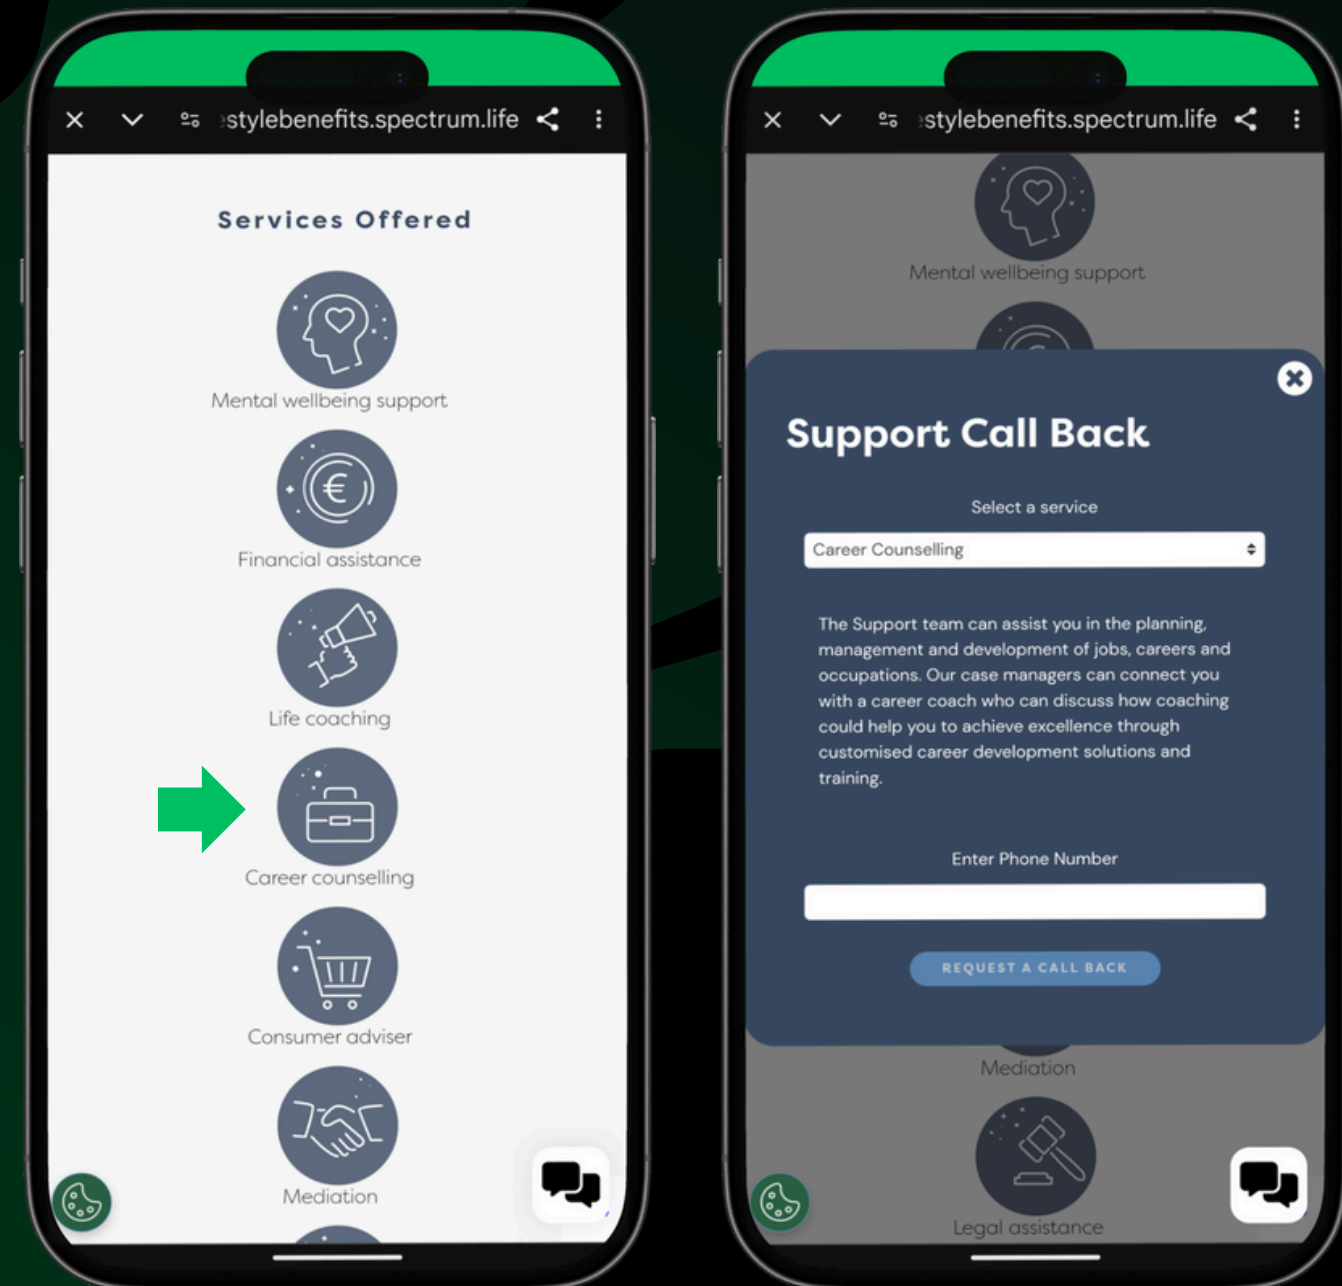 stylebenefits.spectrum.life
Services Offered
Mental wellbeing support
Financial assistance
Life coaching
Career counselling
Consumer adviser
Mediation
stylebenefits.spectrum.life
Mental wellbeing support
Support Call Back
Select a service
Career Counselling
The Support team can assist you in the planning,
management and development of jobs, careers and
occupations. Our case managers can connect you
with a career coach who can discuss how coaching
could help you to achieve excellence through
customised career development solutions and
training.
Enter Phone Number
REQUEST A CALL BACK
Mediation
Legal assistance